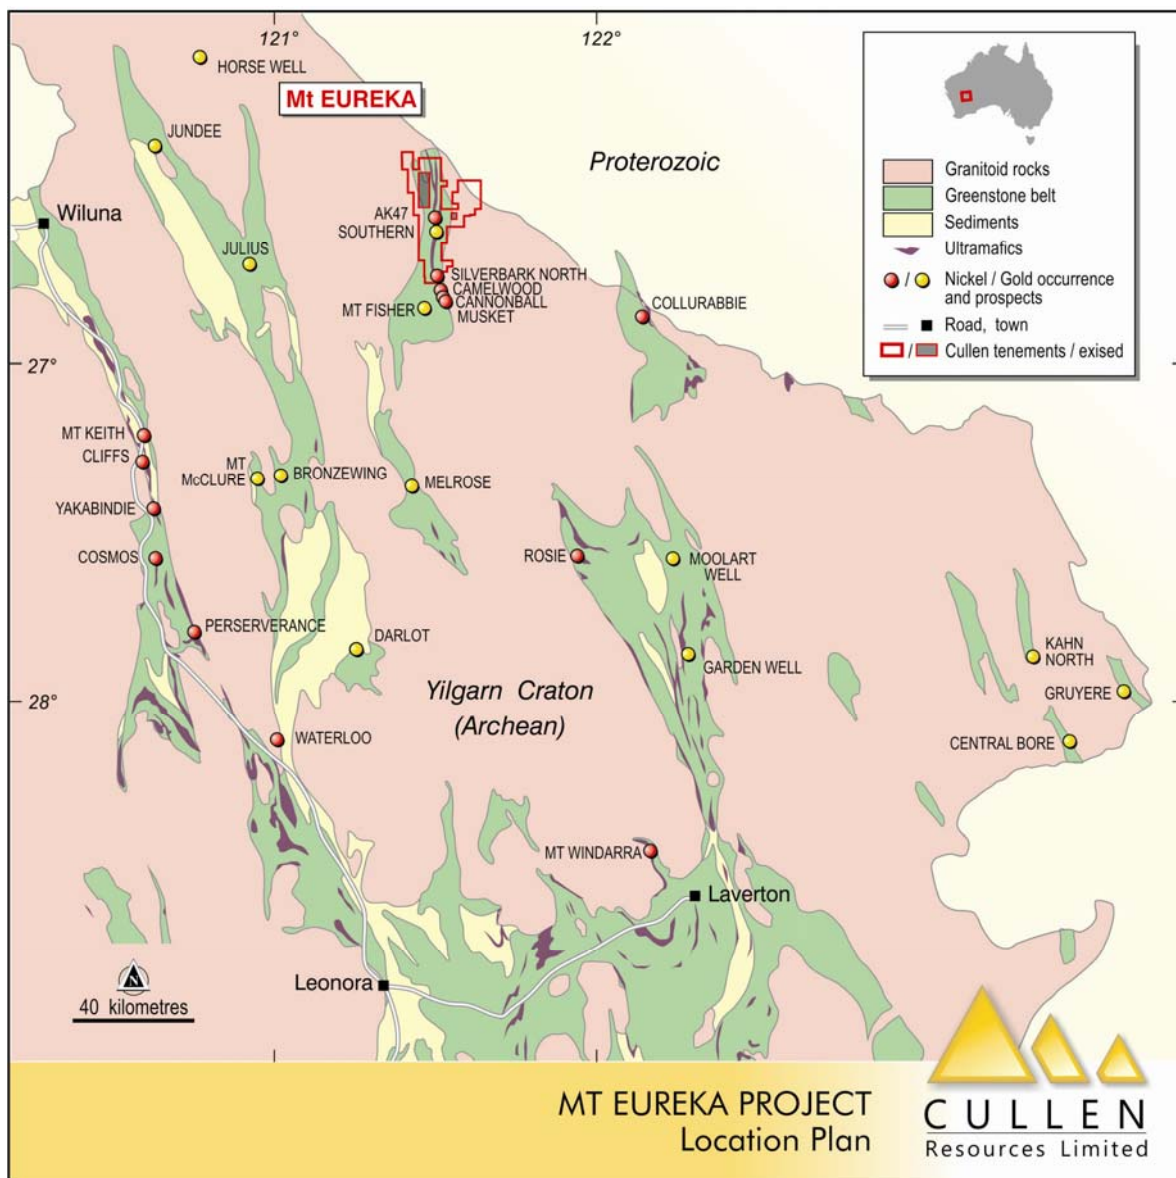 121°
122°
HORSE WELL
Mt EUREKA
JUNDEE
Proterozoic
Wiluna
AK47
SOUTHERN
JULIUS
SILVERBARK NORTH
CAMELWOOD
CANNONBALL
MUSKET
MT FISHER
COLLURABBIE
Granitoid rocks
Greenstone belt
Sediments
Ultramafics
/ Nickel / Gold occurrence
and prospects
Road, town
/ Cullen tenements / exised
27°
MT KEITH
CLIFFS
MT
McCLURE
BRONZEWING
MELROSE
YAKABINDIE
COSMOS
ROSIE
MOOLART
WELL
PERSERVERANCE
DARLOT
GARDEN WELL
KAHN
NORTH
GRUYERE
28°
Yilgarn Craton
(Archean)
WATERLOO
CENTRAL BORE
MT WINDARRA
Laverton
Leonora
N
40 kilometres
MT EUREKA PROJECT
Location Plan
CULLEN
Resources Limited